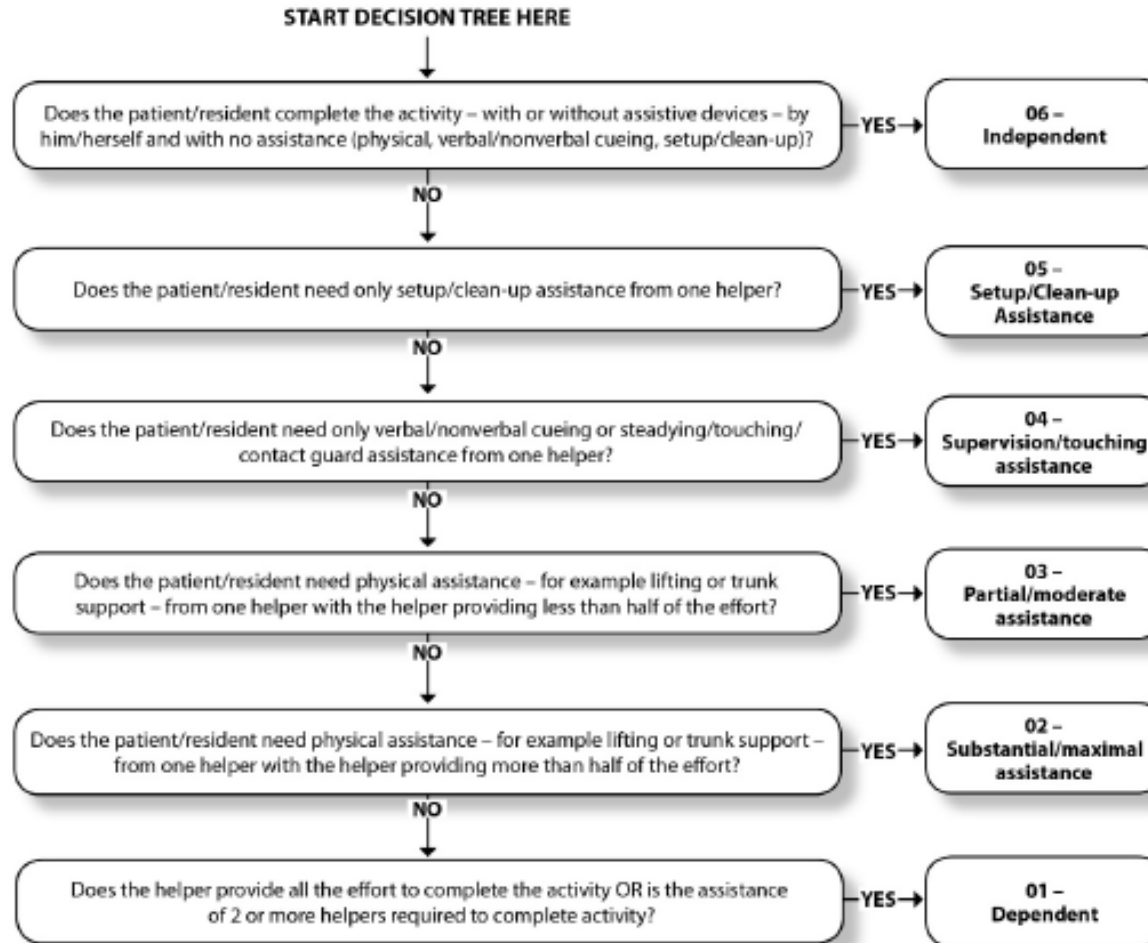 START DECISION TREE HERE
Does the patient/resident complete the activity – with or without assistive devices – by
him/herself and with no assistance (physical, verbal/nonverbal cueing, setup/clean-up)?
YES
06 –
Independent
NO
Does the patient/resident need only setup/clean-up assistance from one helper?
YES
05 –
Setup/Clean-up
Assistance
NO
Does the patient/resident need only verbal/nonverbal cueing or steadying/touching/
contact guard assistance from one helper?
YES
04 –
Supervision/touching
assistance
NO
Does the patient/resident need physical assistance – for example lifting or trunk
support – from one helper with the helper providing less than half of the effort?
YES
03 –
Partial/moderate
assistance
NO
Does the patient/resident need physical assistance – for example lifting or trunk support –
from one helper with the helper providing more than half of the effort?
YES
02 –
Substantial/maximal
assistance
NO
Does the helper provide all the effort to complete the activity OR is the assistance
of 2 or more helpers required to complete activity?
YES
01 –
Dependent